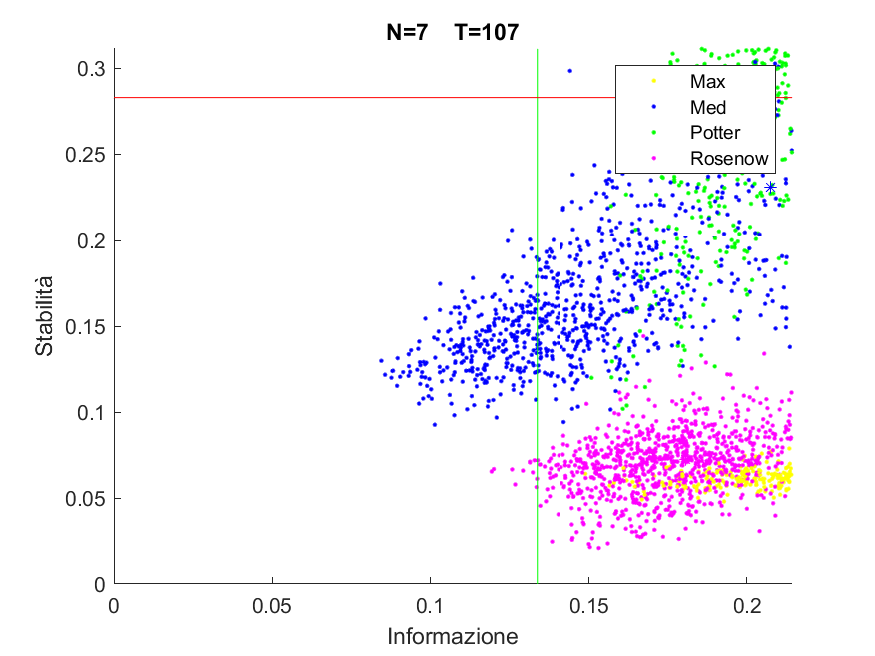 N=7 T=107
0.3
0.25
0.2
0.15
0.1
0.05
0
Stabilità
Max
Med
Potter
Rosenow
0 0.05 0.1 0.15 0.2
Informazione